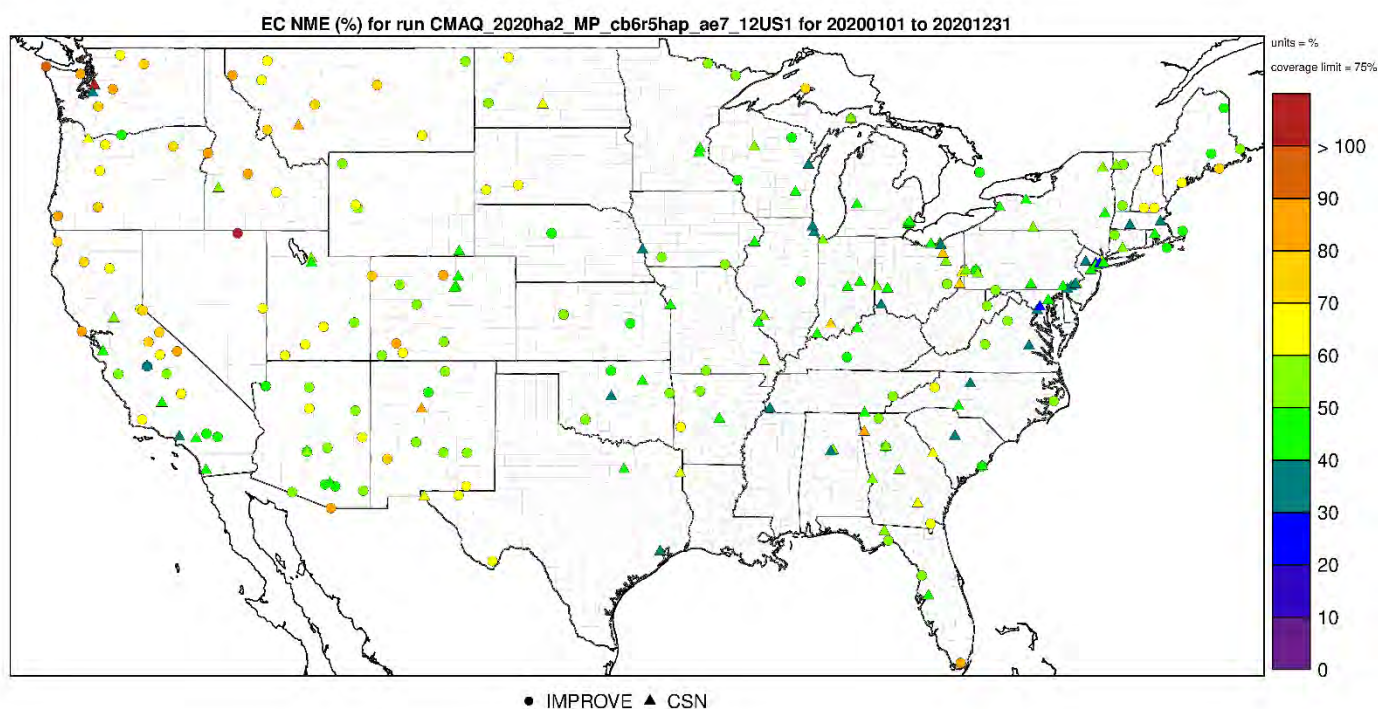 EC NME (%) for run CMAQ_2020ha2_MP_cb6r5hap_ae7_12US1 for 20200101 to 20201231
units = %
coverage limit = 75%
> 100
90
80
70
60
50
40
30
20
10
0
● IMPROVE ▲ CSN